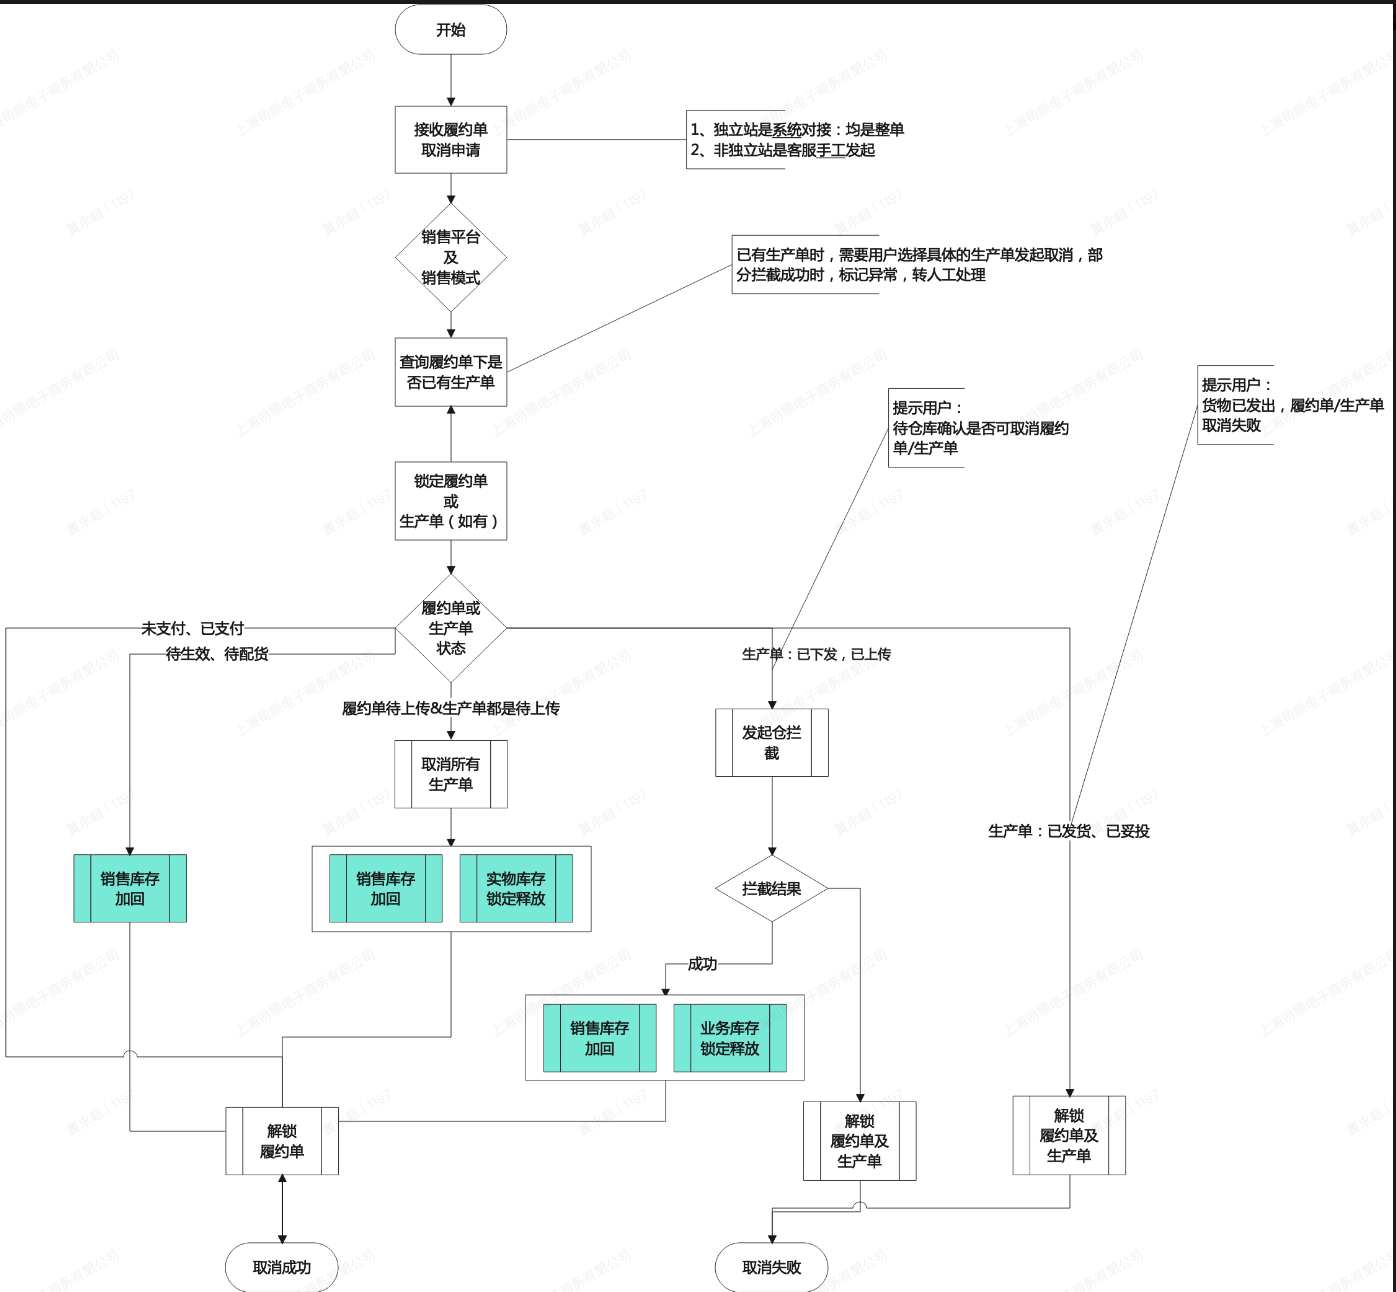 开始
接收履约单
取消申请
1、独立站是系统对接：均是整单
2、非独立站是客服手工发起
销售平台
及
销售模式
已有生产单时，需要用户选择具体的生产单发起取消，部
分拦截成功时，标记异常，转人工处理
查询履约单下是
否已有生产单
提示用户：
货物已发出，履约单/生产单
取消失败
提示用户：
待仓库确认是否可取消履约
单/生产单
锁定履约单
或
生产单（如有）
履约单或
生产单
状态
未支付、已支付
待生效、待配货
生产单：已下发，已上传
履约单待上传&生产单都是待上传
发起仓拦
截
取消所有
生产单
生产单：已发货、已妥投
销售库存
加回
销售库存
加回
实物库存
锁定释放
拦截结果
成功
销售库存
加回
业务库存
锁定释放
解锁
履约单
解锁
履约单及
生产单
解锁
履约单及
生产单
取消成功
取消失败
黄永超 | 1197